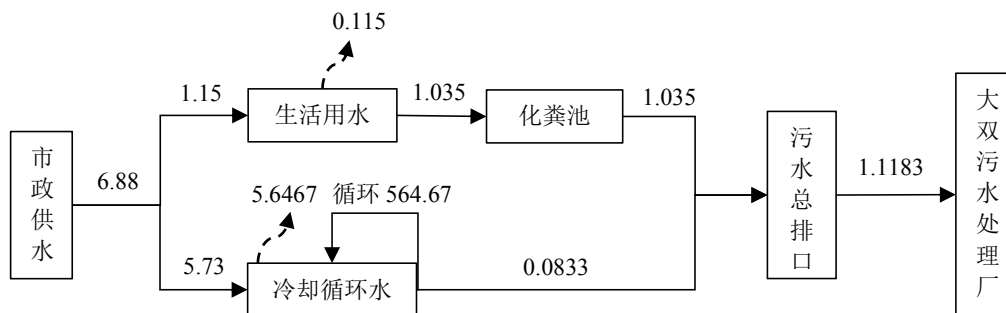 0.115
1.15
生活用水
1.035
化粪池
1.035
市政供水
6.88
5.6467
循环 564.67
5.73
冷却循环水
0.0833
污水总排口
1.1183
大双污水处理厂